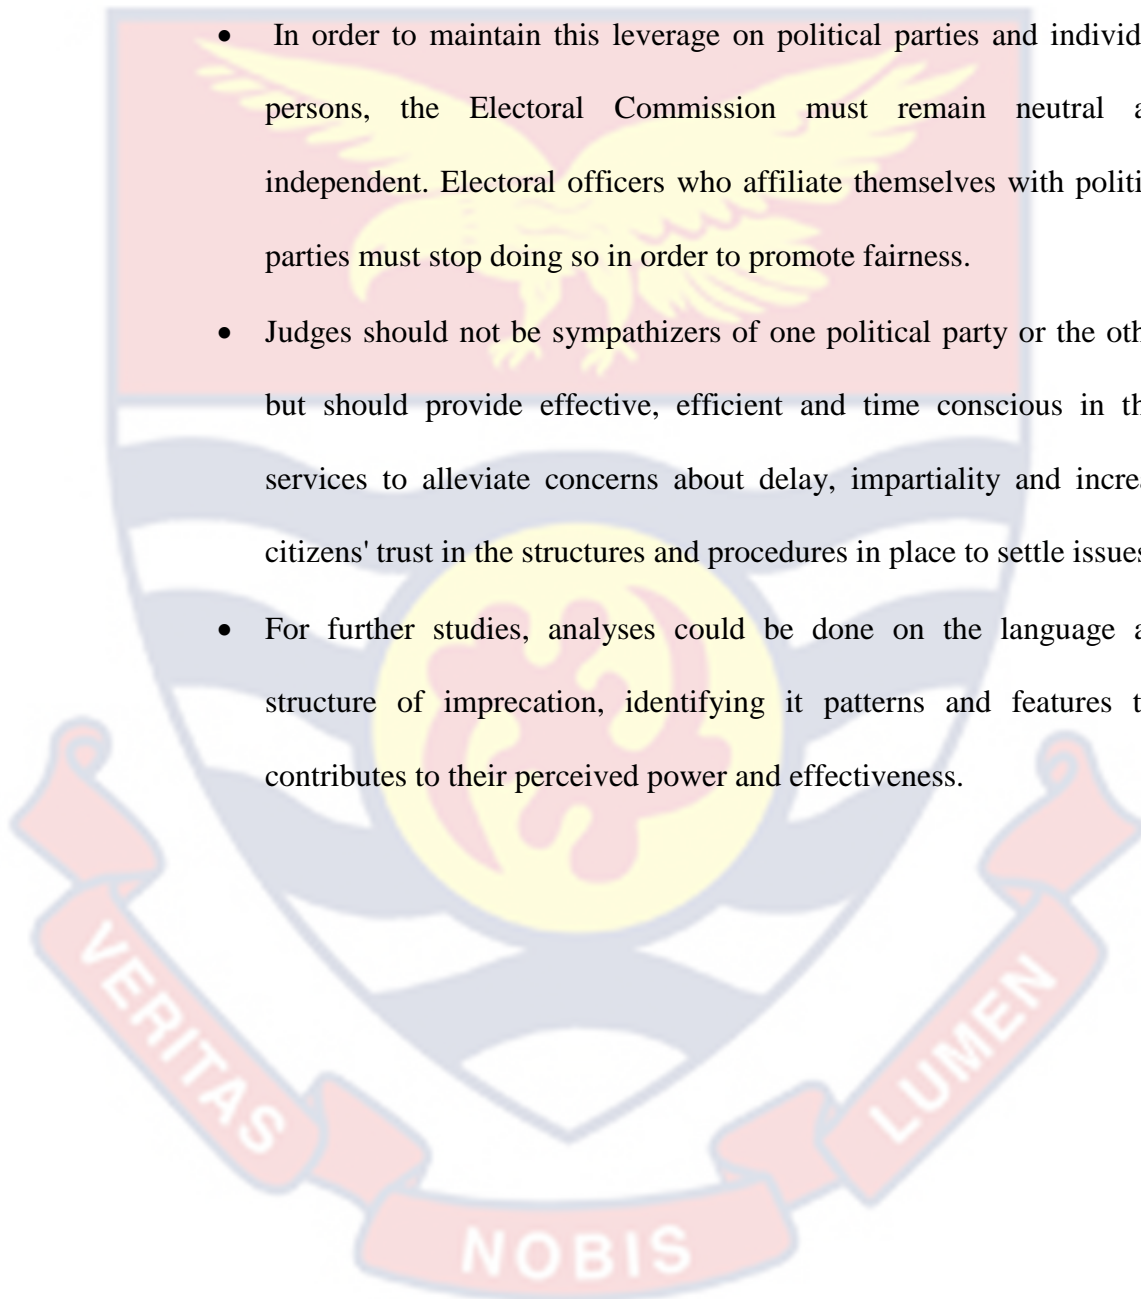 • In order to maintain this leverage on political parties and individ
persons, the Electoral Commission must remain neutral a
independent. Electoral officers who affiliate themselves with politi
parties must stop doing so in order to promote fairness.
• Judges should not be sympathizers of one political party or the oth
but should provide effective, efficient and time conscious in th
services to alleviate concerns about delay, impartiality and increa
citizens' trust in the structures and procedures in place to settle issues
• For further studies, analyses could be done on the language a
structure of imprecation, identifying it patterns and features t
contributes to their perceived power and effectiveness.
VERITAS
NOBIS
LUMEN